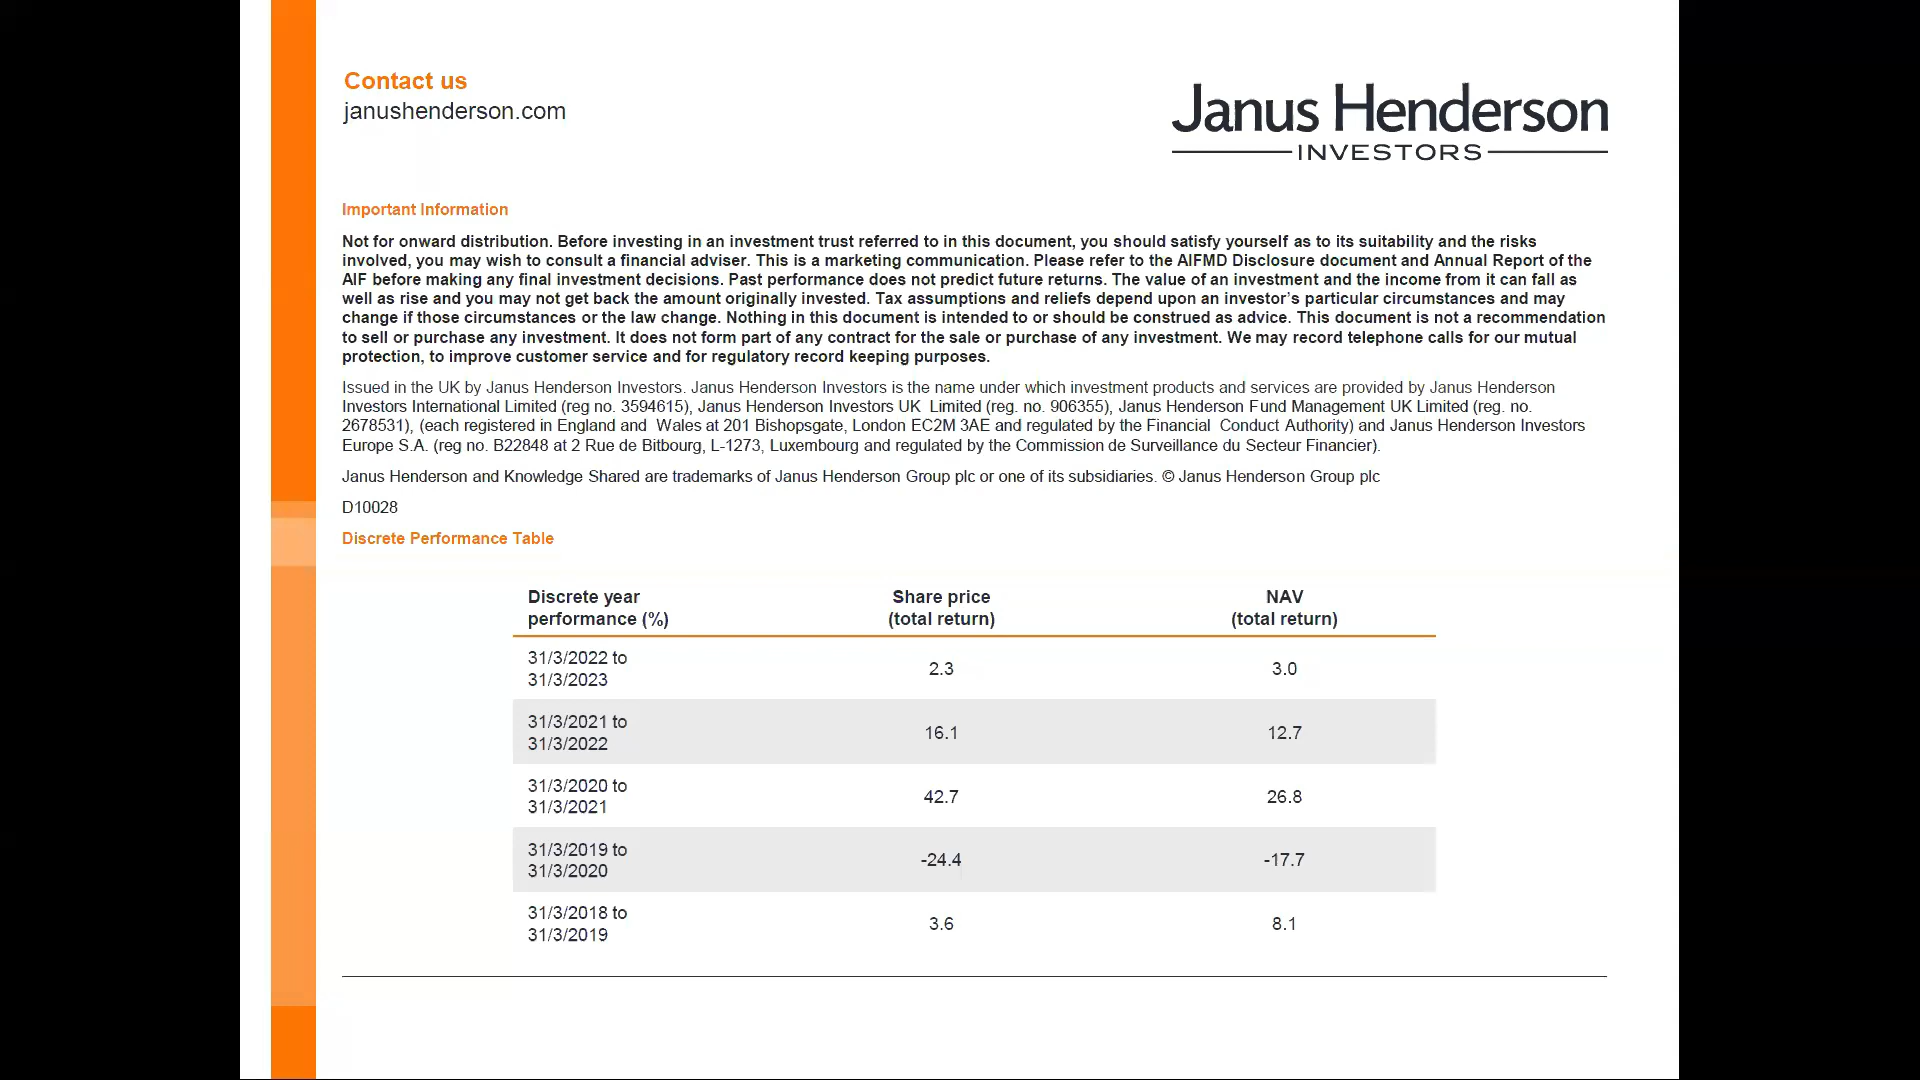 Contact us
janushenderson.com
Janus Henderson
INVESTORS
Important Information
Not for onward distribution. Before investing in an investment trust referred to in this document, you should satisfy yourself as to its suitability and the risks
involved, you may wish to consult a financial adviser. This is a marketing communication. Please refer to the AIFMD Disclosure document and Annual Report of the
AIF before making any final investment decisions. Past performance does not predict future returns. The value of an investment and the income from it can fall as
well as rise and you may not get back the amount originally invested. Tax assumptions and reliefs depend upon an investor's particular circumstances and may
change if those circumstances or the law change. Nothing in this document is intended to or should be construed as advice. This document is not a recommendation
to sell or purchase any investment. It does not form part of any contract for the sale or purchase of any investment. We may record telephone calls for our mutual
protection, to improve customer service and for regulatory record keeping purposes.
Issued in the UK by Janus Henderson Investors. Janus Henderson Investors is the name under which investment products and services are provided by Janus Henderson
Investors International Limited (reg no. 3594615), Janus Henderson Investors UK Limited (reg. no. 906355), Janus Henderson Fund Management UK Limited (reg. no.
2678531), (each registered in England and Wales at 201 Bishopsgate, London EC2M 3AE and regulated by the Financial Conduct Authority) and Janus Henderson Investors
Europe S.A. (reg no. B22848 at 2 Rue de Bitbourg, L-1273, Luxembourg and regulated by the Commission de Surveillance du Secteur Financier).
Janus Henderson and Knowledge Shared are trademarks of Janus Henderson Group plc or one of its subsidiaries. © Janus Henderson Group plc
D10028
Discrete Performance Table
Discrete year performance (%) Share price (total return) NAV (total return)
31/3/2022 to 31/3/2023 2.3 3.0
31/3/2021 to 31/3/2022 16.1 12.7
31/3/2020 to 31/3/2021 42.7 26.8
31/3/2019 to 31/3/2020 -24.4 -17.7
31/3/2018 to 31/3/2019 3.6 8.1